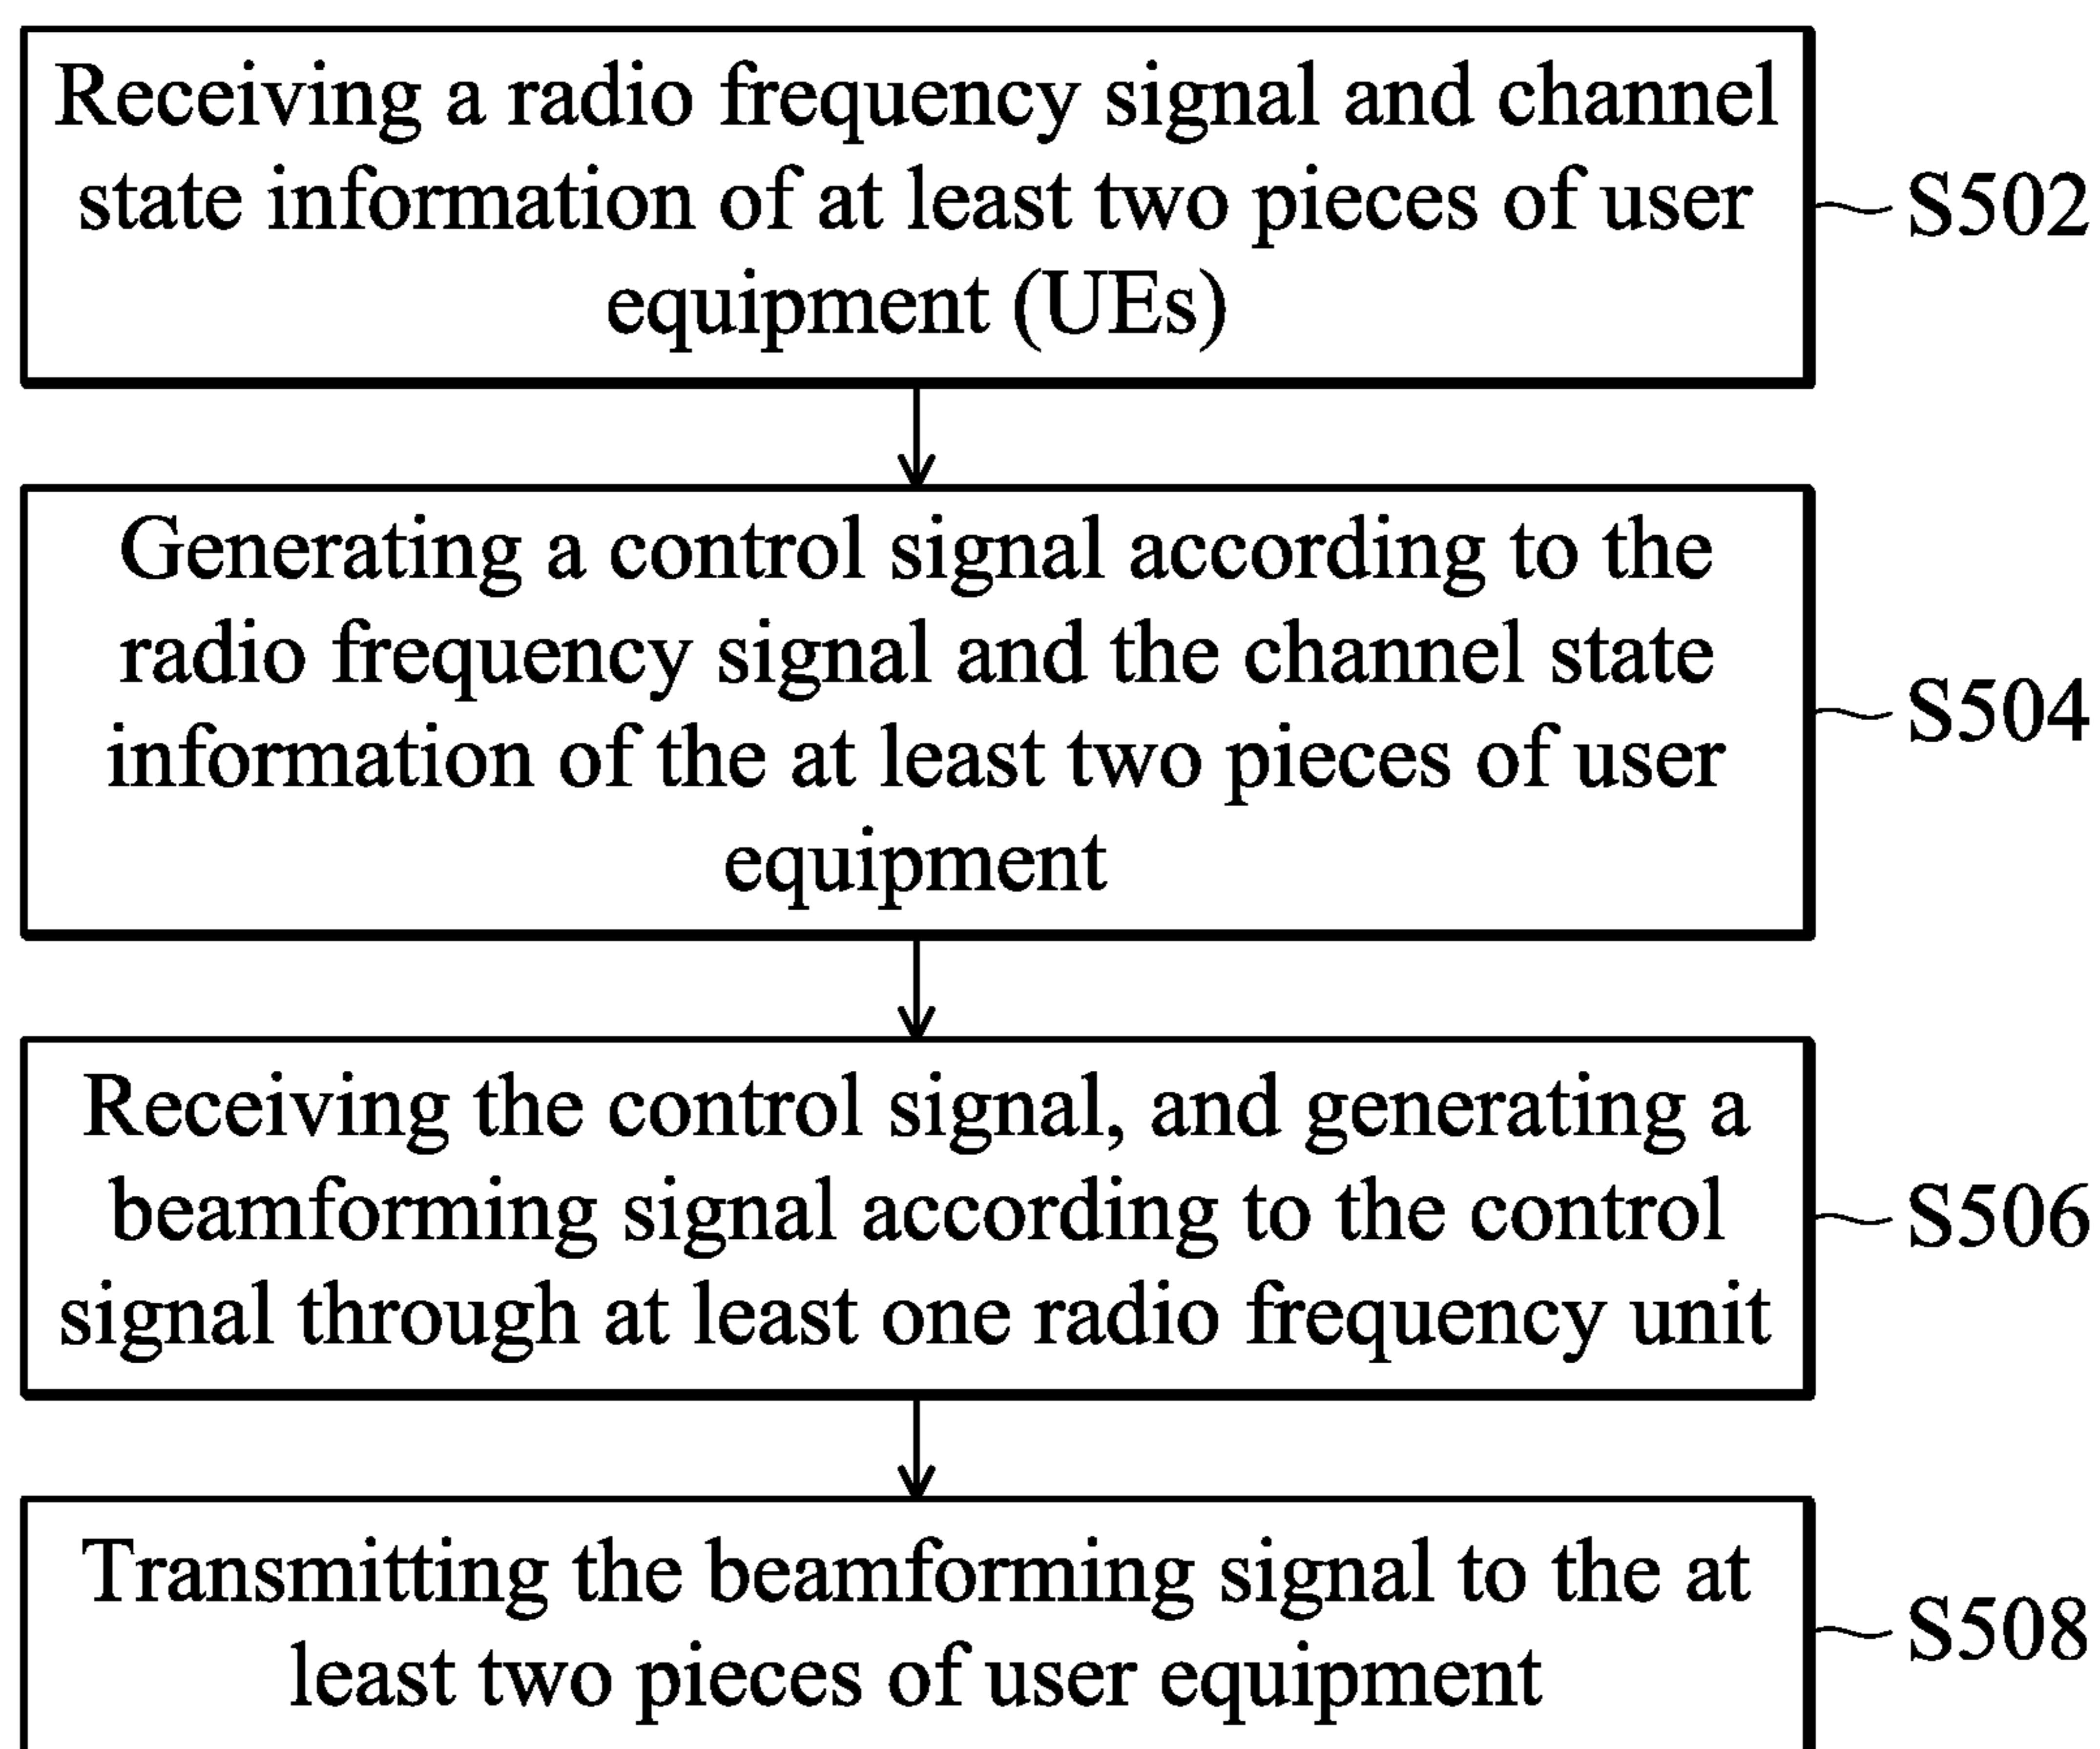 Receiving a radio frequency signal and channel
state information of at least two pieces of user
equipment (UEs)
S502
Generating a control signal according to the
radio frequency signal and the channel state
information of the at least two pieces of user
equipment
S504
Receiving the control signal, and generating a
beamforming signal according to the control
signal through at least one radio frequency unit
S506
Transmitting the beamforming signal to the at
least two pieces of user equipment
S508